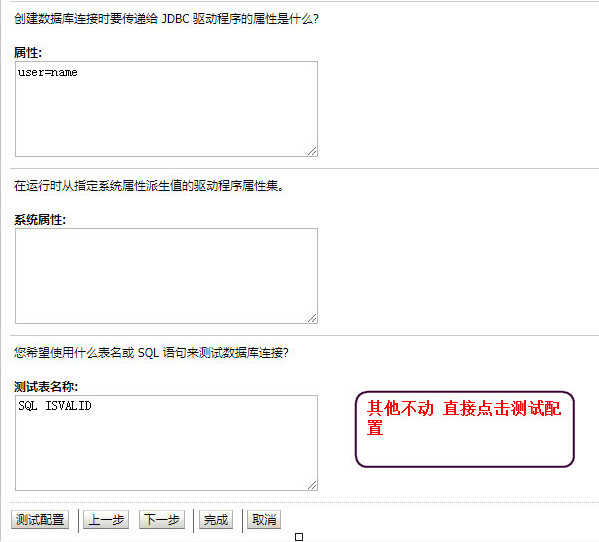 创建数据库连接时要传递给 JDBC 驱动程序的属性是什么?
属性:
user=name
在运行时从指定系统属性派生值的驱动程序属性集。
系统属性:
您希望使用什么表名或 SQL 语句来测试数据库连接?
测试表名称:
SQL ISVALID
其他不动 直接点击测试配
置
测试配置 上一步 下一步 完成 取消